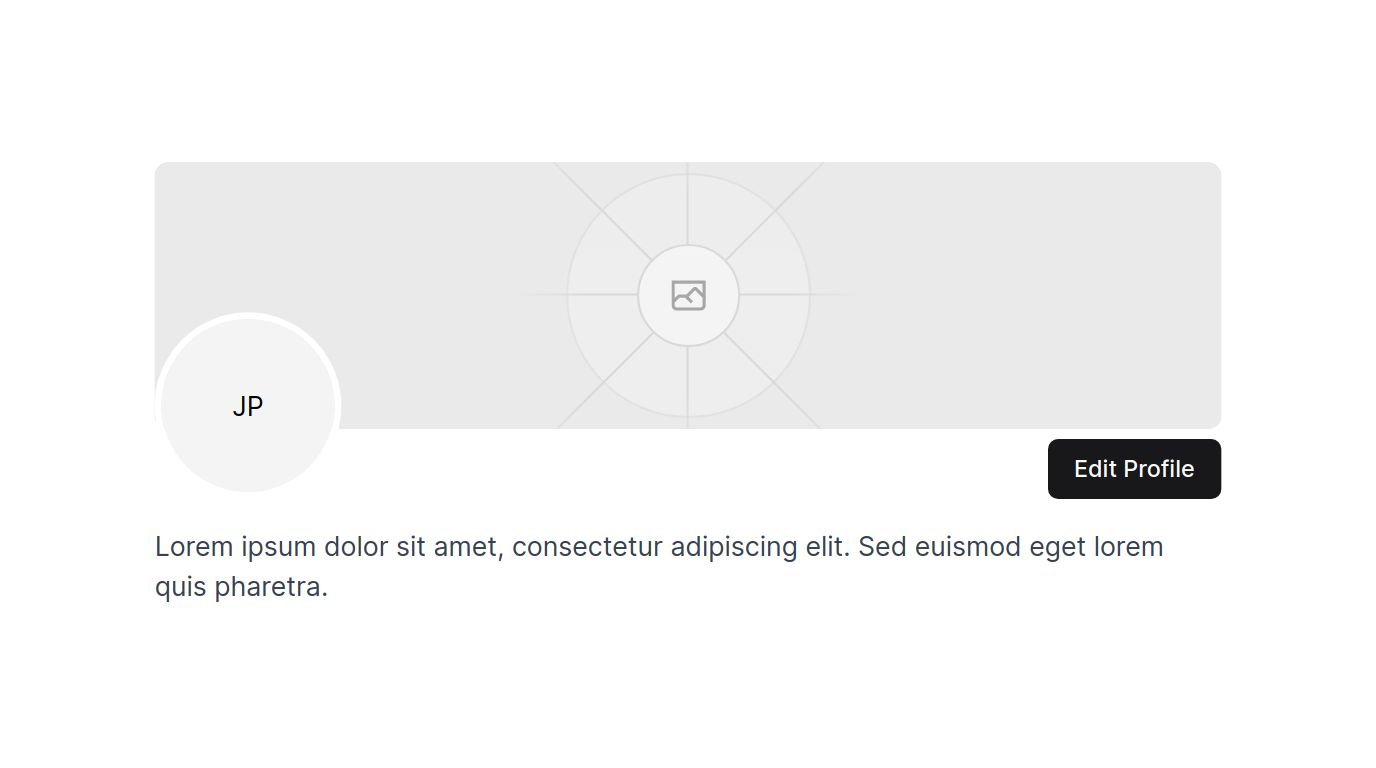 JP
Edit Profile
Lorem ipsum dolor sit amet, consectetur adipiscing elit. Sed euismod eget lorem
quis pharetra.